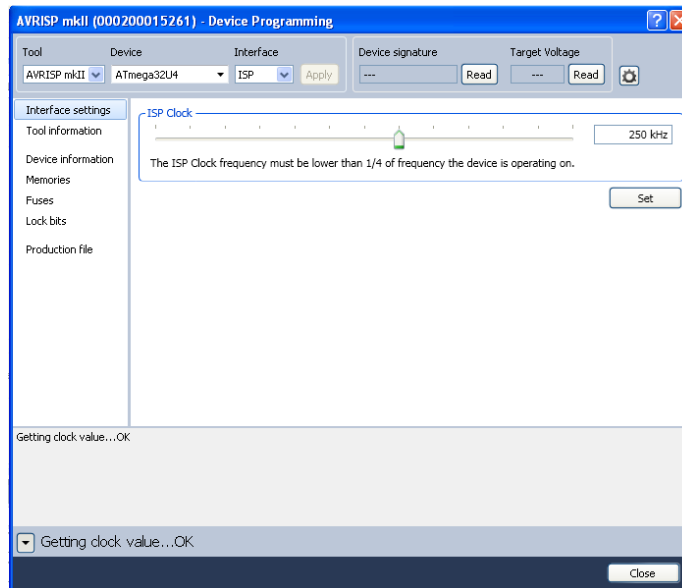 AVRISP mkII (000200015261) - Device Programming
Tool Device Interface Device signature Target Voltage
AVRISP mkII ATmega32U4 ISP Apply --- Read --- Read
Interface settings
Tool information
Device information
Memories
Fuses
Lock bits
Production file
ISP Clock
250 kHz
The ISP Clock frequency must be lower than 1/4 of frequency the device is operating on.
Set
Getting clock value...OK
Getting clock value...OK
Close